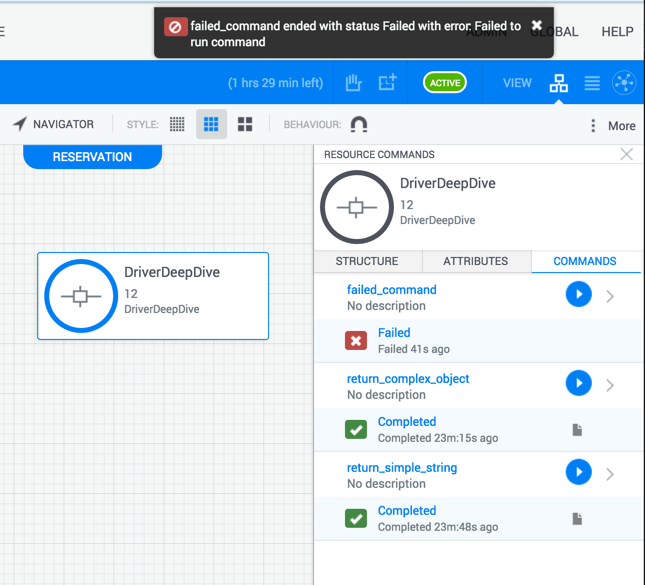 failed_command ended with status Failed with error: Failed to
run command
E
ADMIN
GLOBAL
HELP
(1 hrs 29 min left)
ACTIVE
VIEW
NAVIGATOR
STYLE:
BEHAVIOUR:
More
RESERVATION
DriverDeepDive
12
DriverDeepDive
RESOURCE COMMANDS
DriverDeepDive
12
DriverDeepDive
STRUCTURE
ATTRIBUTES
COMMANDS
failed_command
No description
Failed
Failed 41s ago
return_complex_object
No description
Completed
Completed 23m:15s ago
return_simple_string
No description
Completed
Completed 23m:48s ago